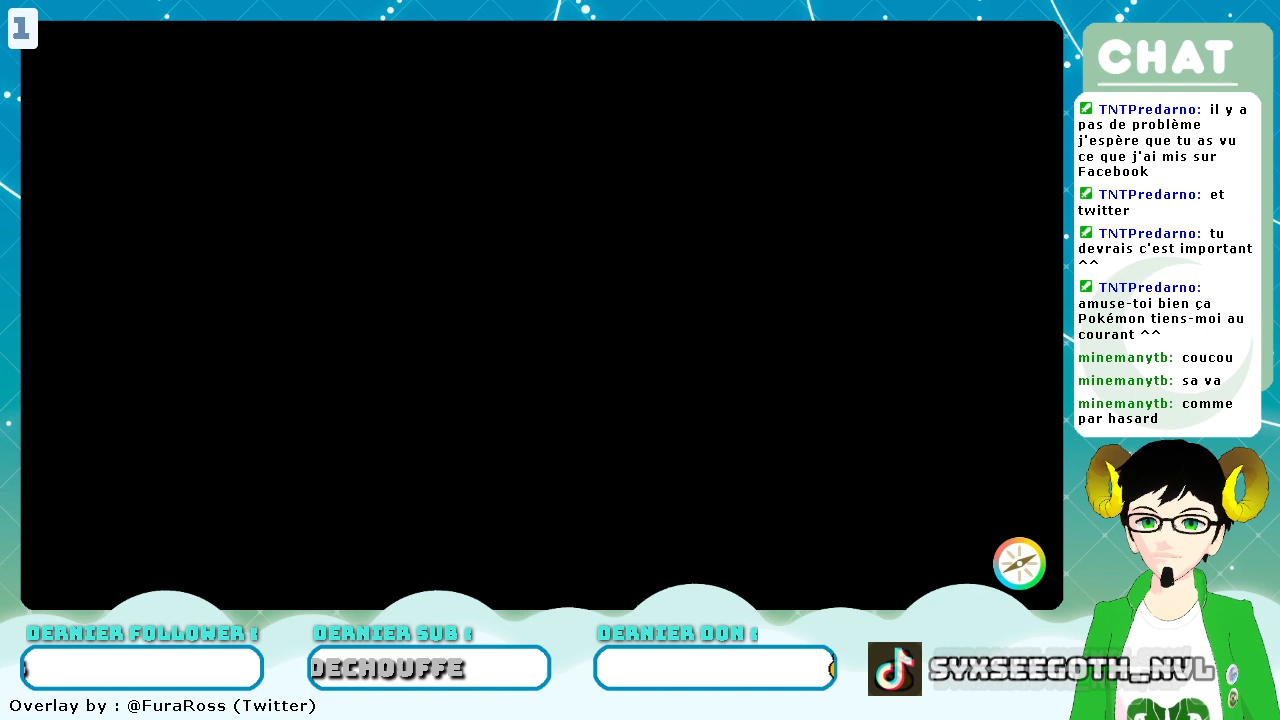 1
CHAT
TNTPredarno: il y a
pas de problème
j'espère que tu as vu
ce que j'ai mis sur
Facebook
TNTPredarno: et
twitter
TNTPredarno: tu
devrais c'est important
^^
TNTPredarno:
amuse-toi bien ça
Pokémon tiens-moi au
courant ^^
minemanytb: coucou
minemanytb: sa va
minemanytb: comme
par hasard
DERNIER FOLLOWER :
DERNIER SUB :
DERNIER DON :
DECHOUFFE
SYXSEEGOTH_NVL
Overlay by : @FuraRoss (Twitter)